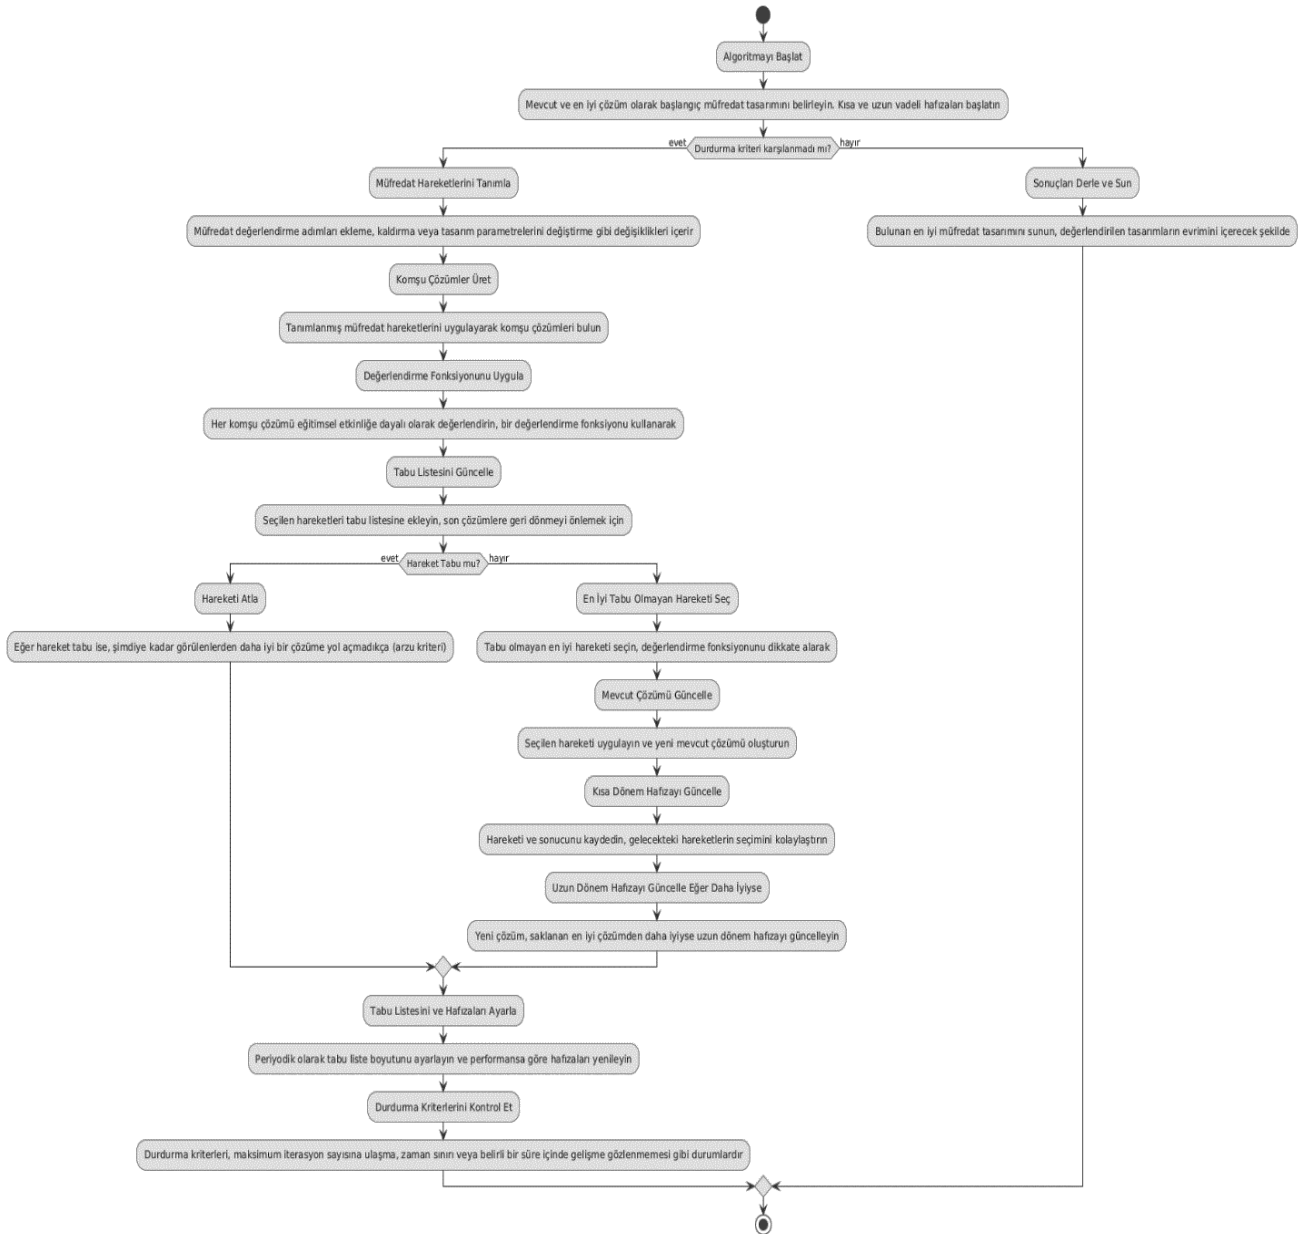 Algoritmayı Başlat
Mevcut ve en iyi çözüm olarak başlangıç müfredat tasarımını belirleyin. Kısa ve uzun vadeli hafızaları başlatın
evet
Durdurma kriteri karşılanmadı mı?
hayır
Müfredat Hareketlerini Tanımla
Müfredat değerlendirme adımları ekleme, kaldırma veya tasarım parametrelerini değiştirme gibi değişiklikleri içerir
Komşu Çözümler Üret
Tanımlanmış müfredat hareketlerini uygulayarak komşu çözümleri bulun
Değerlendirme Fonksiyonunu Uygula
Her komşu çözümü eğitimsel etkinliğe dayalı olarak değerlendirin, bir değerlendirme fonksiyonu kullanarak
Tabu Listesini Güncelle
Seçilen hareketleri tabu listesine ekleyin, son çözümlere geri dönmeyi önlemek için
evet
Hareket Tabu mu?
hayır
Hareketi Atla
Eğer hareket tabu ise, şimdiye kadar görülenlerden daha iyi bir çözüme yol açmadıkça (arzu kriteri)
En İyi Tabu Olmayan Hareketi Seç
Tabu olmayan en iyi hareketi seçin, değerlendirme fonksiyonunu dikkate alarak
Mevcut Çözümü Güncelle
Seçilen hareketi uygulayın ve yeni mevcut çözümü oluşturun
Kısa Dönem Hafızayı Güncelle
Hareketi ve sonucunu kaydedin, gelecekteki hareketlerin seçimini kolaylaştırın
Uzun Dönem Hafızayı Güncelle Eğer Daha İyiyse
Yeni çözüm, saklanan en iyi çözümden daha iyiyse uzun dönem hafızayı güncelleyin
Tabu Listesini ve Hafızaları Ayarla
Periyodik olarak tabu liste boyutunu ayarlayın ve performansa göre hafızaları yenileyin
Durdurma Kriterlerini Kontrol Et
Durdurma kriterleri, maksimum iterasyon sayısına ulaşma, zaman sınırı veya belirli bir süre içinde gelişme gözlenmemesi gibi durumlardır
Sonuçları Derle ve Sun
Bulunan en iyi müfredat tasarımını sunun, değerlendirilen tasarımların evrimini içerecek şekilde